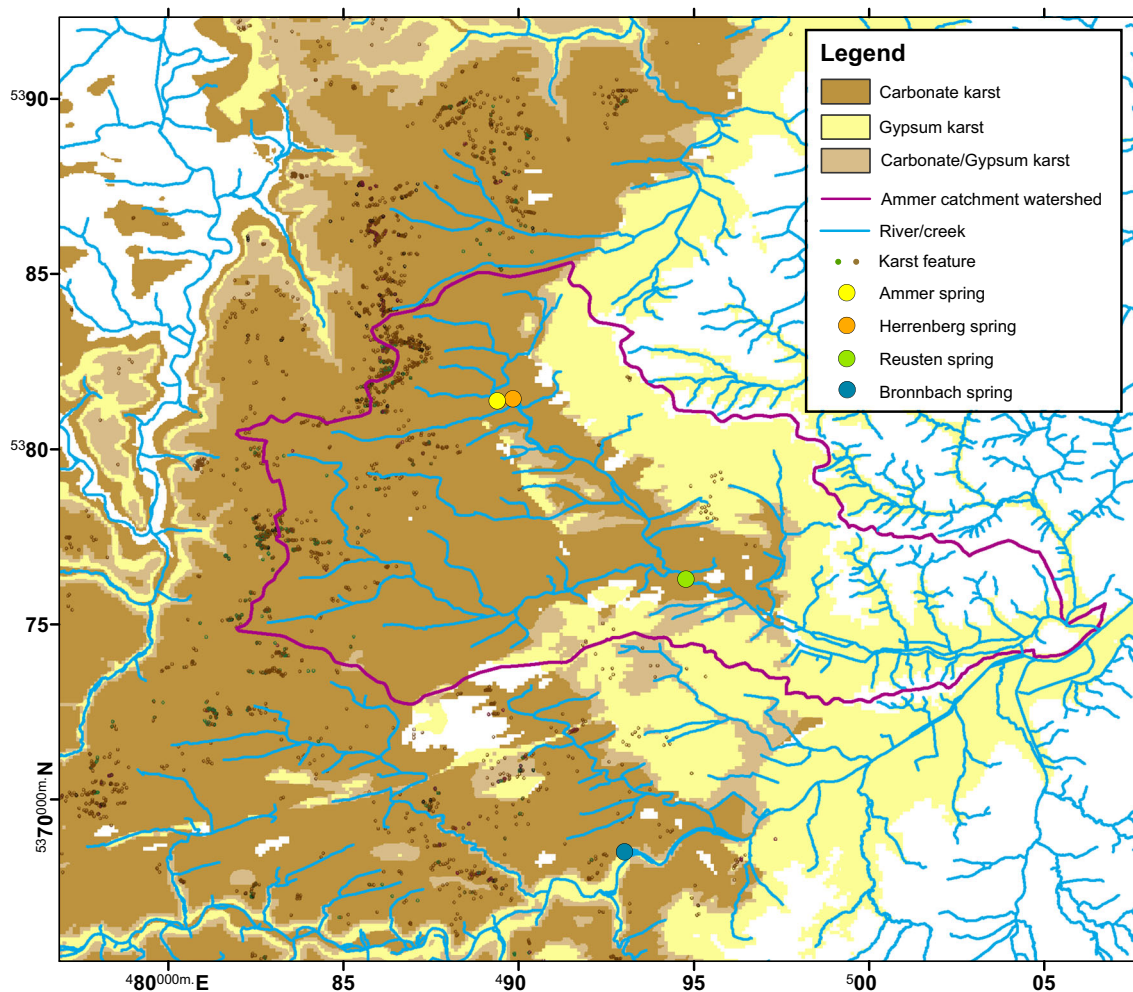 Legend
Carbonate karst
Gypsum karst
Carbonate/Gypsum karst
Ammer catchment watershed
River/creek
Karst feature
Ammer spring
Herrenberg spring
Reusten spring
Bronnbach spring
5390
85
5380
75
5370000m. N
480000m. E
85
490
95
500
05